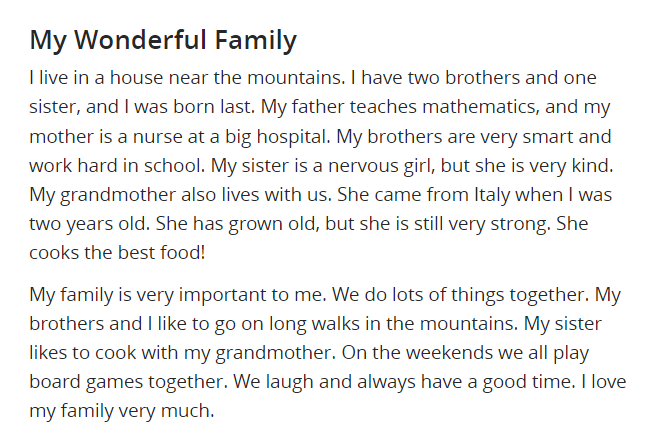 My Wonderful Family
I live in a house near the mountains. I have two brothers and one
sister, and I was born last. My father teaches mathematics, and my
mother is a nurse at a big hospital. My brothers are very smart and
work hard in school. My sister is a nervous girl, but she is very kind.
My grandmother also lives with us. She came from Italy when I was
two years old. She has grown old, but she is still very strong. She
cooks the best food!
My family is very important to me. We do lots of things together. My
brothers and I like to go on long walks in the mountains. My sister
likes to cook with my grandmother. On the weekends we all play
board games together. We laugh and always have a good time. I love
my family very much.